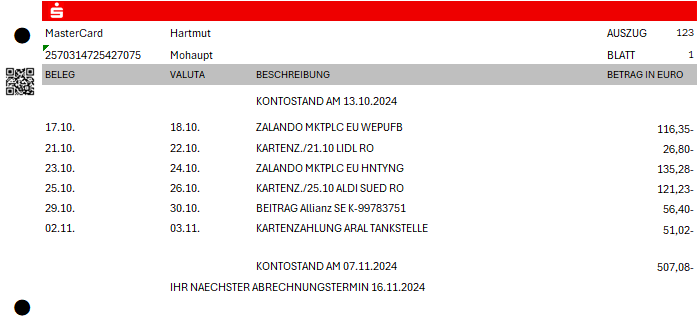 MasterCard Hartmut AUSZUG 123
2570314725427075 Mohaupt BLATT 1
BELEG VALUTA BESCHREIBUNG BETRAG IN EURO
KONTOSTAND AM 13.10.2024
17.10. 18.10. ZALANDO MKTPLC EU WEPUFB 116,35-
21.10. 22.10. KARTENZ./21.10 LIDL RO 26,80-
23.10. 24.10. ZALANDO MKTPLC EU HNTYNG 135,28-
25.10. 26.10. KARTENZ./25.10 ALDI SUED RO 121,23-
29.10. 30.10. BEITRAG Allianz SE K-99783751 56,40-
02.11. 03.11. KARTENZAHLUNG ARAL TANKSTELLE 51,02-
KONTOSTAND AM 07.11.2024 507,08-
IHR NAECHSTER ABRECHNUNGSTERMIN 16.11.2024